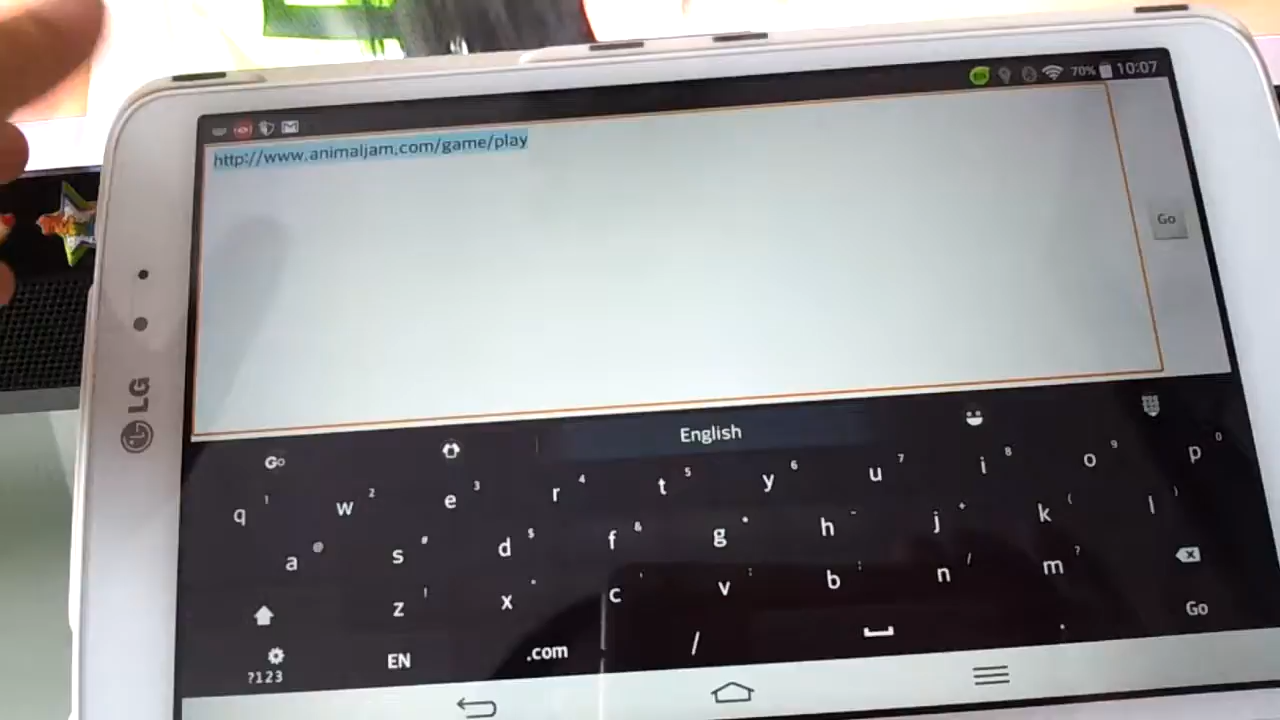 70% 10:07
http://www.animaljam.com/game/play
Go
LG
Go English
q 1 w 2 e 3 r 4 t 5 y 6 u 7 i 8 o 9 p 0
a @ s d $ f & g * h - j + k ( l )
z ! x c ' v : b ; n / m ?
Go
?123 EN .com / .